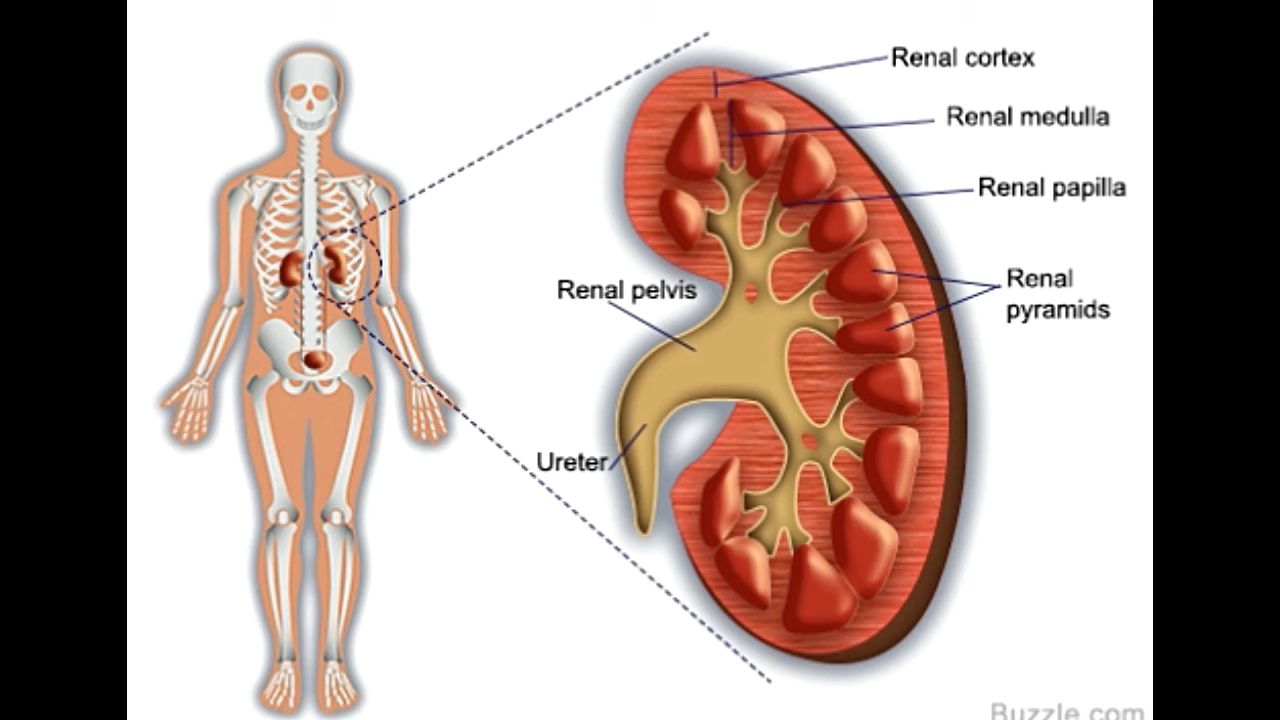 Renal cortex
Renal medulla
Renal papilla
Renal
pyramids
Renal pelvis
Ureter
Buzzle.com